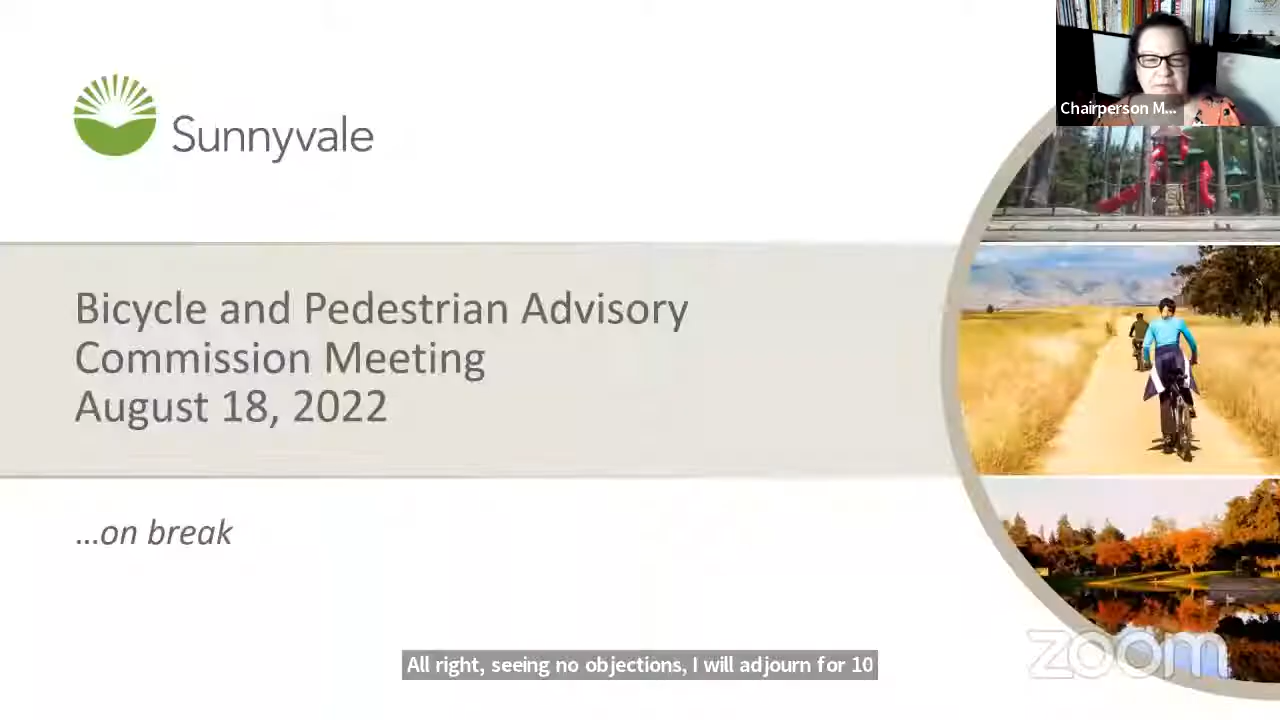 Chairperson M...
Sunnyvale
Bicycle and Pedestrian Advisory
Commission Meeting
August 18, 2022
...on break
All right, seeing no objections, I will adjourn for 10
zoom